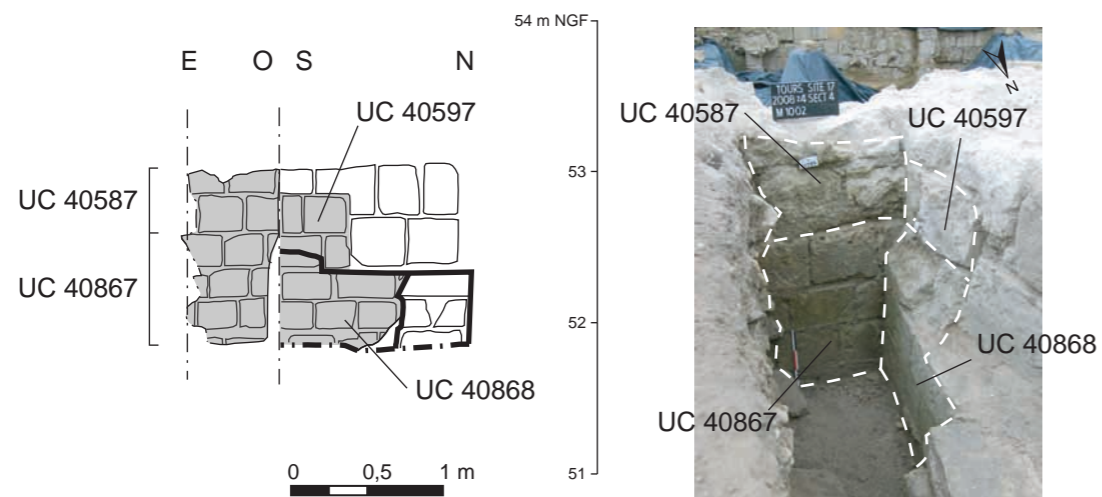 54 m NGF
E O S N
UC 40597
UC 40587
UC 40867
UC 40868
53
52
51
0 0,5 1 m
TOURS SITE 17
2008 Z4 SECT 4
M 1002
N
UC 40587
UC 40597
UC 40868
UC 40867